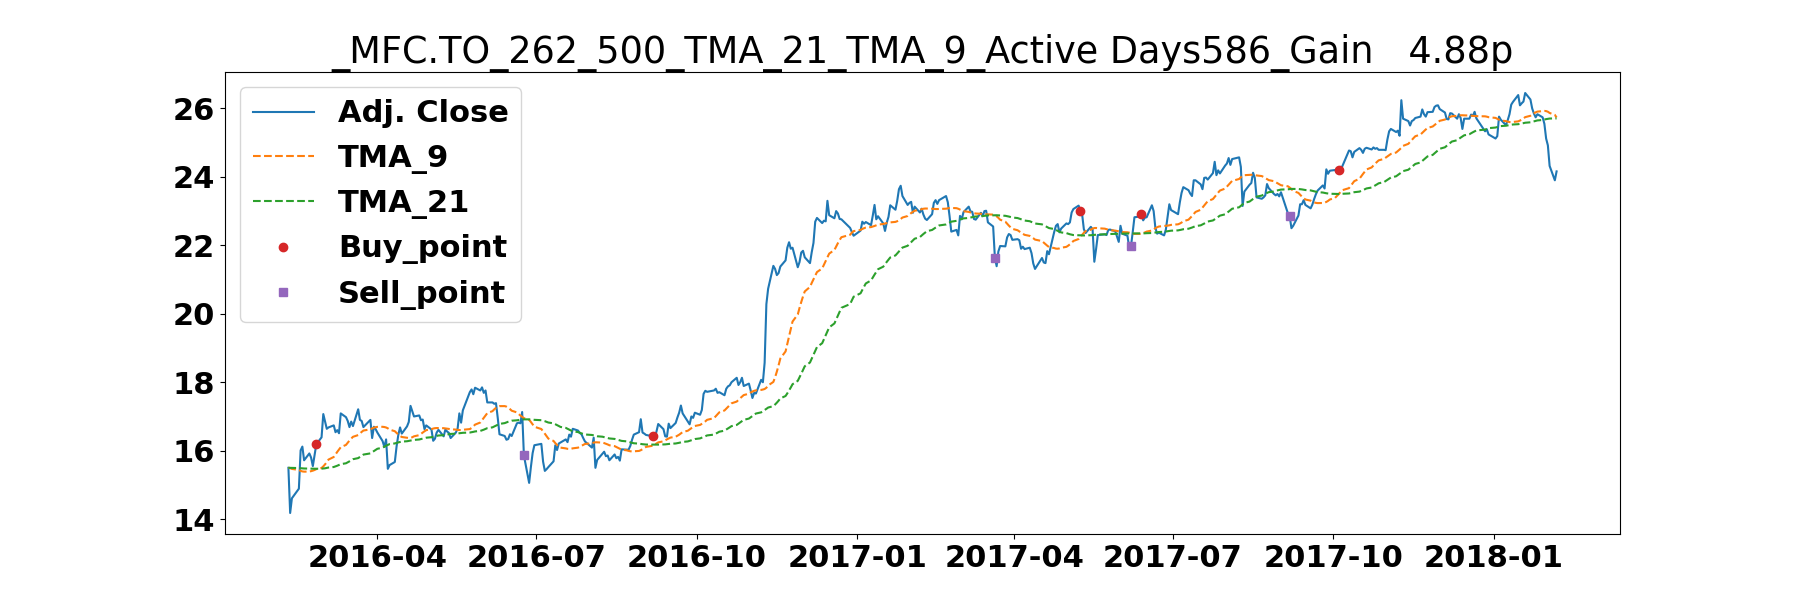 _MFC.TO_262_500_TMA_21_TMA_9_Active Days586_Gain   4.88p
26
24
22
20
18
16
14
Adj. Close
TMA_9
TMA_21
Buy_point
Sell_point
2016-04 2016-07 2016-10 2017-01 2017-04 2017-07 2017-10 2018-01